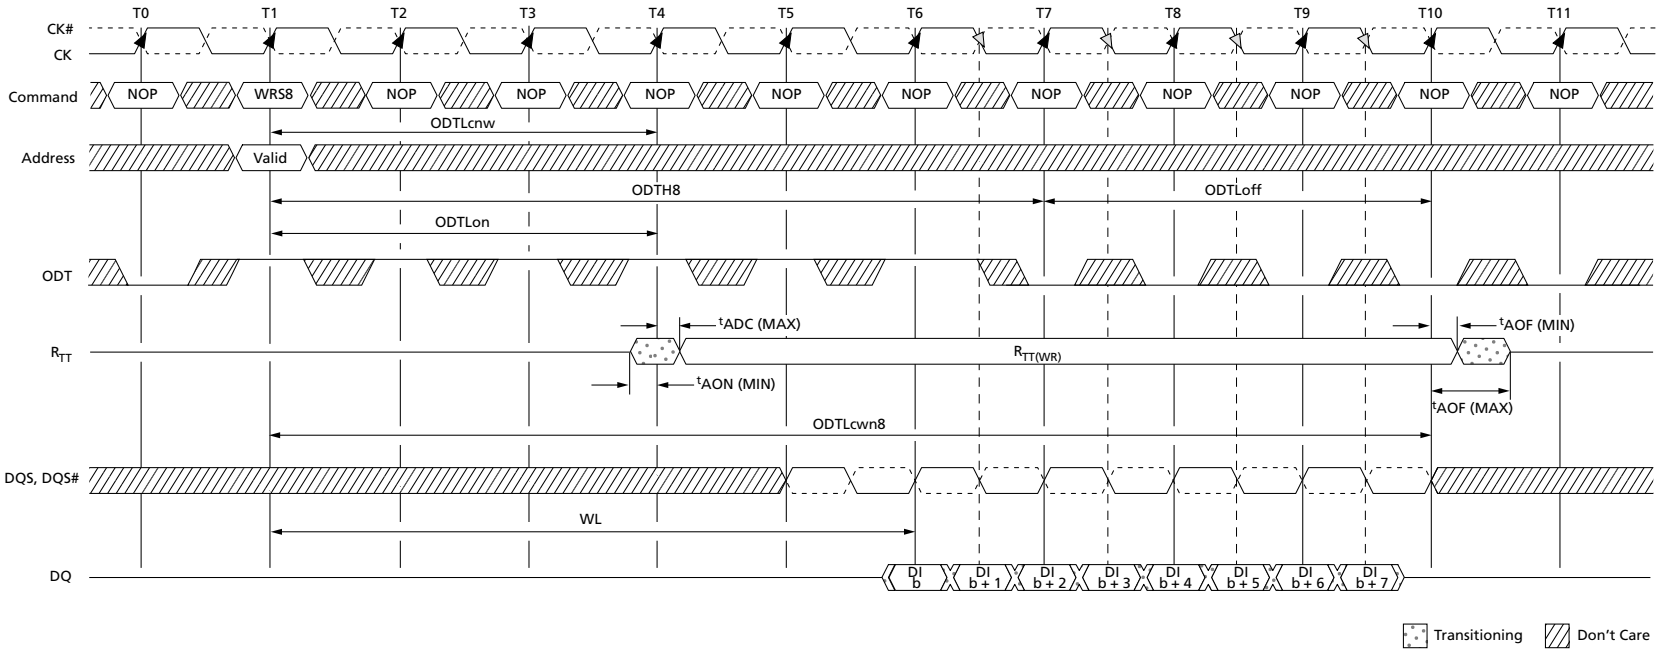 T0 T1 T2 T3 T4 T5 T6 T7 T8 T9 T10 T11
CK#
CK
Command NOP WRS8 NOP NOP NOP NOP NOP NOP NOP NOP NOP NOP
ODTLcnw
Address Valid
ODTH8 ODTLoff
ODTLon
ODT
tADC (MAX) tAOF (MIN)
RTT RTT(WR)
tAON (MIN)
tAOF (MAX)
ODTLcwn8
DQS, DQS#
WL
DQ
DI b
DI b + 1
DI b + 2
DI b + 3
DI b + 4
DI b + 5
DI b + 6
DI b + 7
Transitioning Don't Care